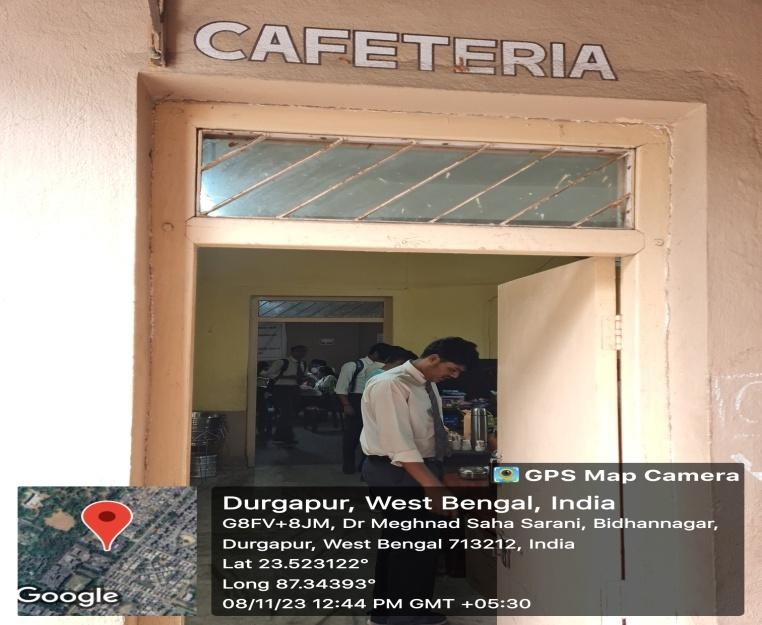 CAFETERIA
GPS Map Camera
Durgapur, West Bengal, India
G8FV+8JM, Dr Meghnad Saha Sarani, Bidhannagar,
Durgapur, West Bengal 713212, India
Lat 23.523122°
Long 87.34393°
08/11/23 12:44 PM GMT +05:30
Google